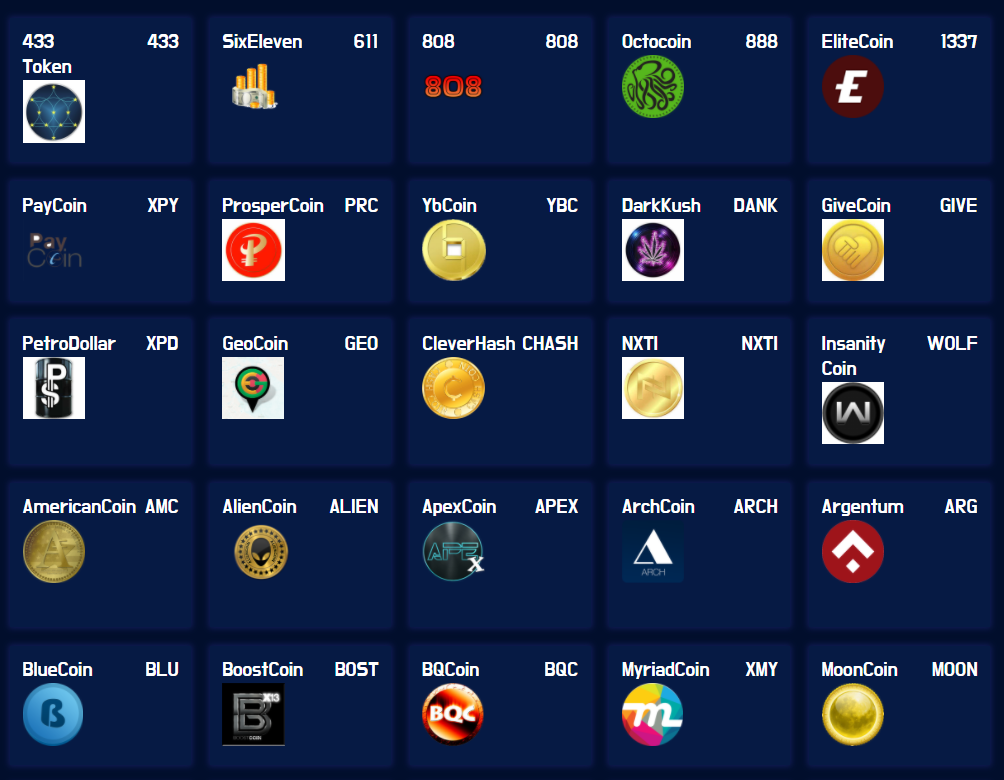 433 433
Token
SixEleven 611
808 808
808
Octocoin 888
EliteCoin 1337
£
PayCoin XPY
Pay
Coin
ProsperCoin PRC
YbCoin YBC
DarkKush DANK
GiveCoin GIVE
PetroDollar XPD
P
$
GeoCoin GEO
G
CleverHash CHASH
NXTI NXTI
N
Insanity WOLF
Coin
W
AmericanCoin AMC
A
AlienCoin ALIEN
ApexCoin APEX
APE
X
ArchCoin ARCH
ARCH
Argentum ARG
BlueCoin BLU
ß
BoostCoin BOST
X13
B
BQCoin BQC
BQC
MyriadCoin XMY
m
MoonCoin MOON